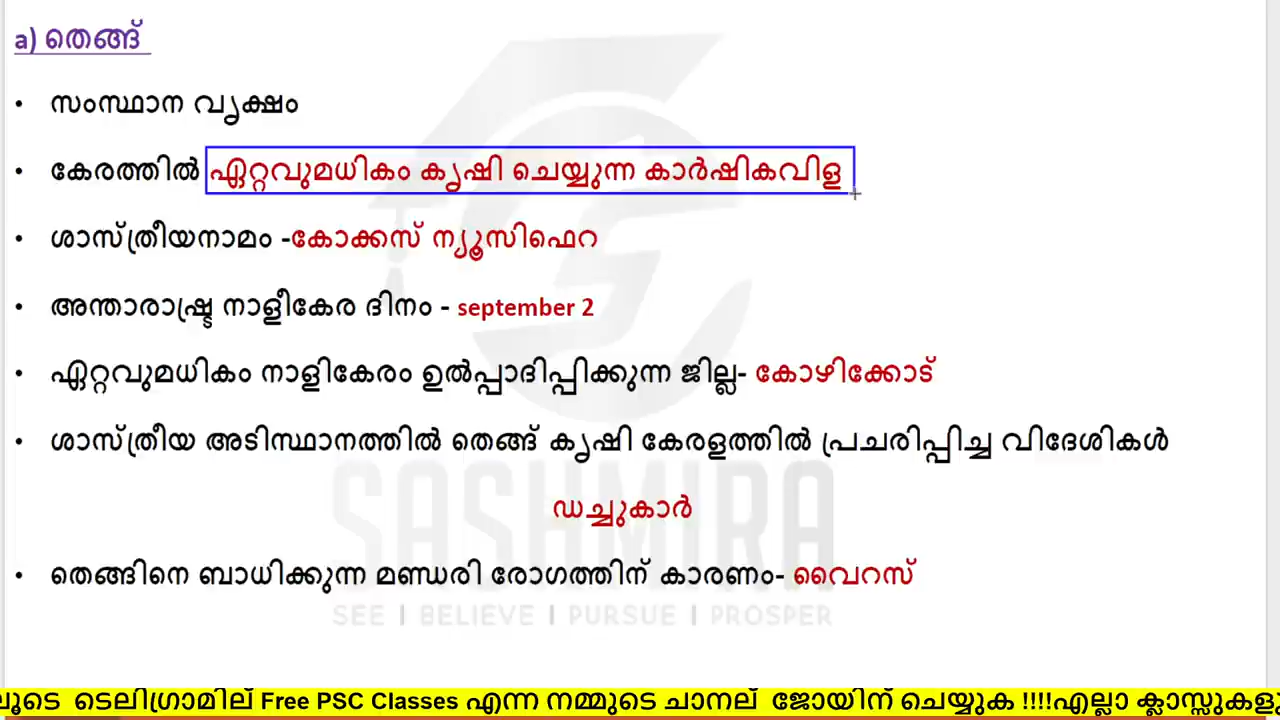 a) തെങ്ങ്
• സംസ്ഥാന വൃക്ഷം
• കേരത്തിൽ ഏറ്റവുമധികം കൃഷി ചെയ്യുന്ന കാർഷികവിള
• ശാസ്ത്രീയനാമം -കോക്കസ് ന്യൂസിഫെറ
• അന്താരാഷ്ട്ര നാളീകേര ദിനം - september 2
• ഏറ്റവുമധികം നാളികേരം ഉൽപ്പാദിപ്പിക്കുന്ന ജില്ല- കോഴിക്കോട്
• ശാസ്ത്രീയ അടിസ്ഥാനത്തിൽ തെങ്ങ് കൃഷി കേരളത്തിൽ പ്രചരിപ്പിച്ച വിദേശികൾ
ഡച്ചുകാർ
• തെങ്ങിനെ ബാധിക്കുന്ന മണ്ഡരി രോഗത്തിന് കാരണം- വൈറസ്
SASHMIRA
SEE | BELIEVE | PURSUE | PROSPER
ലൂടെ ടെലിഗ്രാമില് Free PSC Classes എന്ന നമ്മുടെ ചാനല് ജോയിന് ചെയ്യുക !!!!എല്ലാ ക്ലാസ്സുകളു